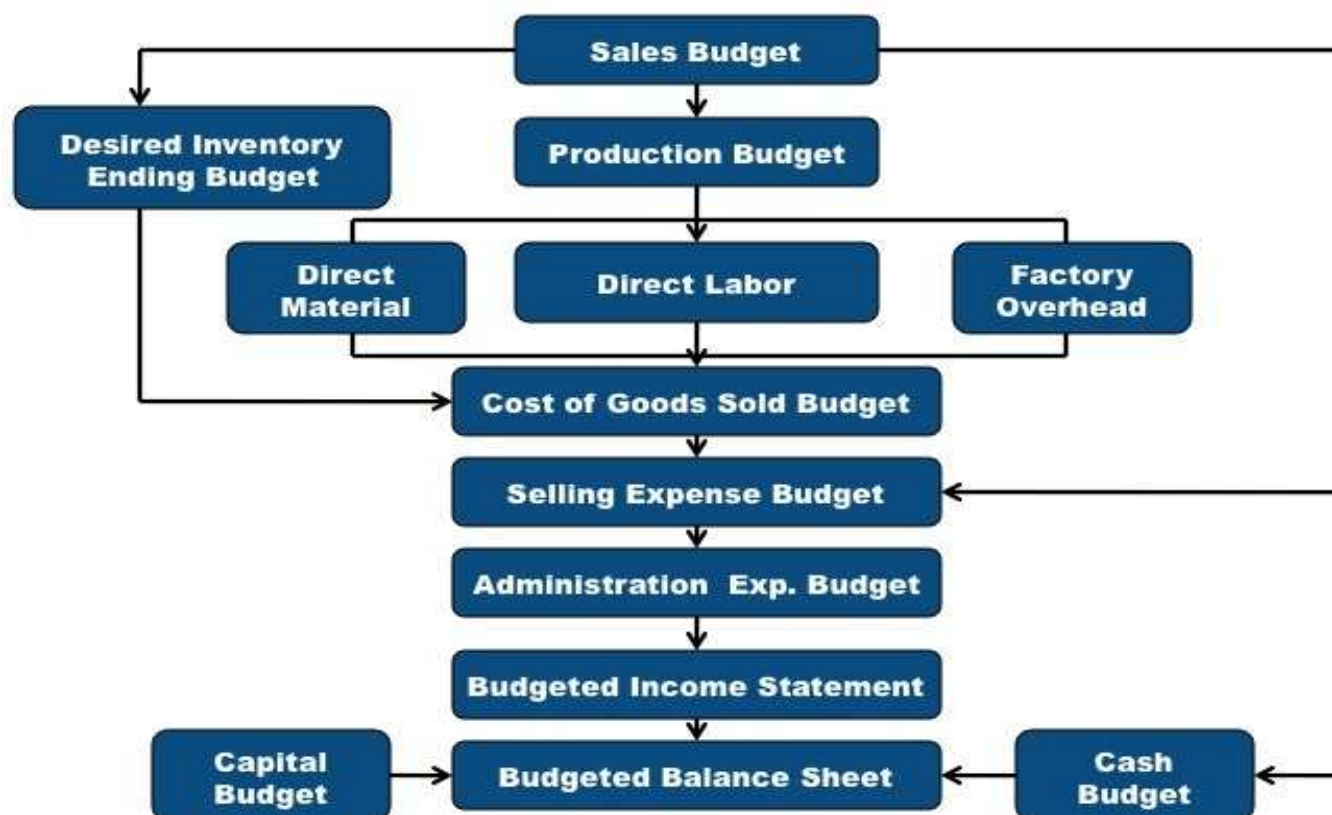 Sales Budget
Desired Inventory
Ending Budget
Production Budget
Direct
Material
Direct Labor
Factory
Overhead
Cost of Goods Sold Budget
Selling Expense Budget
Administration Exp. Budget
Budgeted Income Statement
Capital
Budget
Budgeted Balance Sheet
Cash
Budget